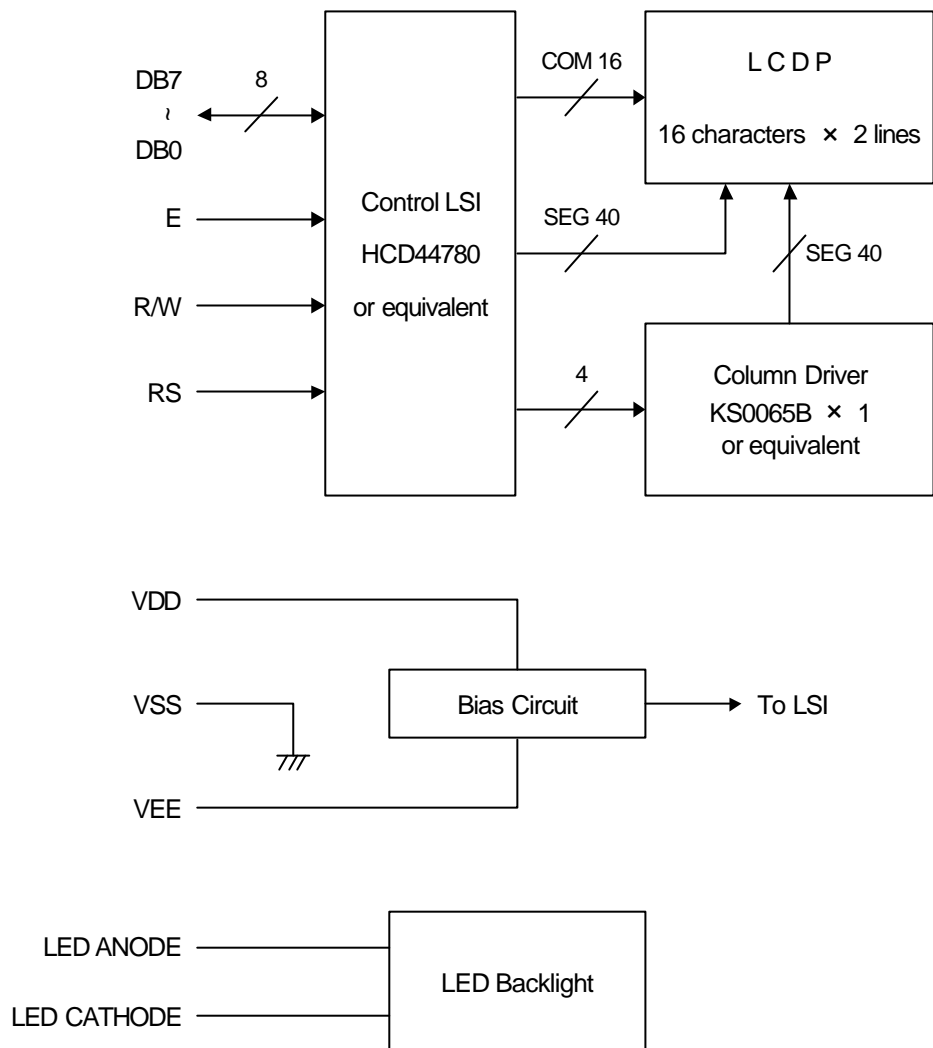 DB7
~
DB0
8
E
R/W
RS
Control LSI
HCD44780
or equivalent
COM 16
SEG 40
4
L C D P
16 characters × 2 lines
SEG 40
Column Driver
KS0065B × 1
or equivalent
VDD
VSS
VEE
Bias Circuit
To LSI
LED ANODE
LED CATHODE
LED Backlight